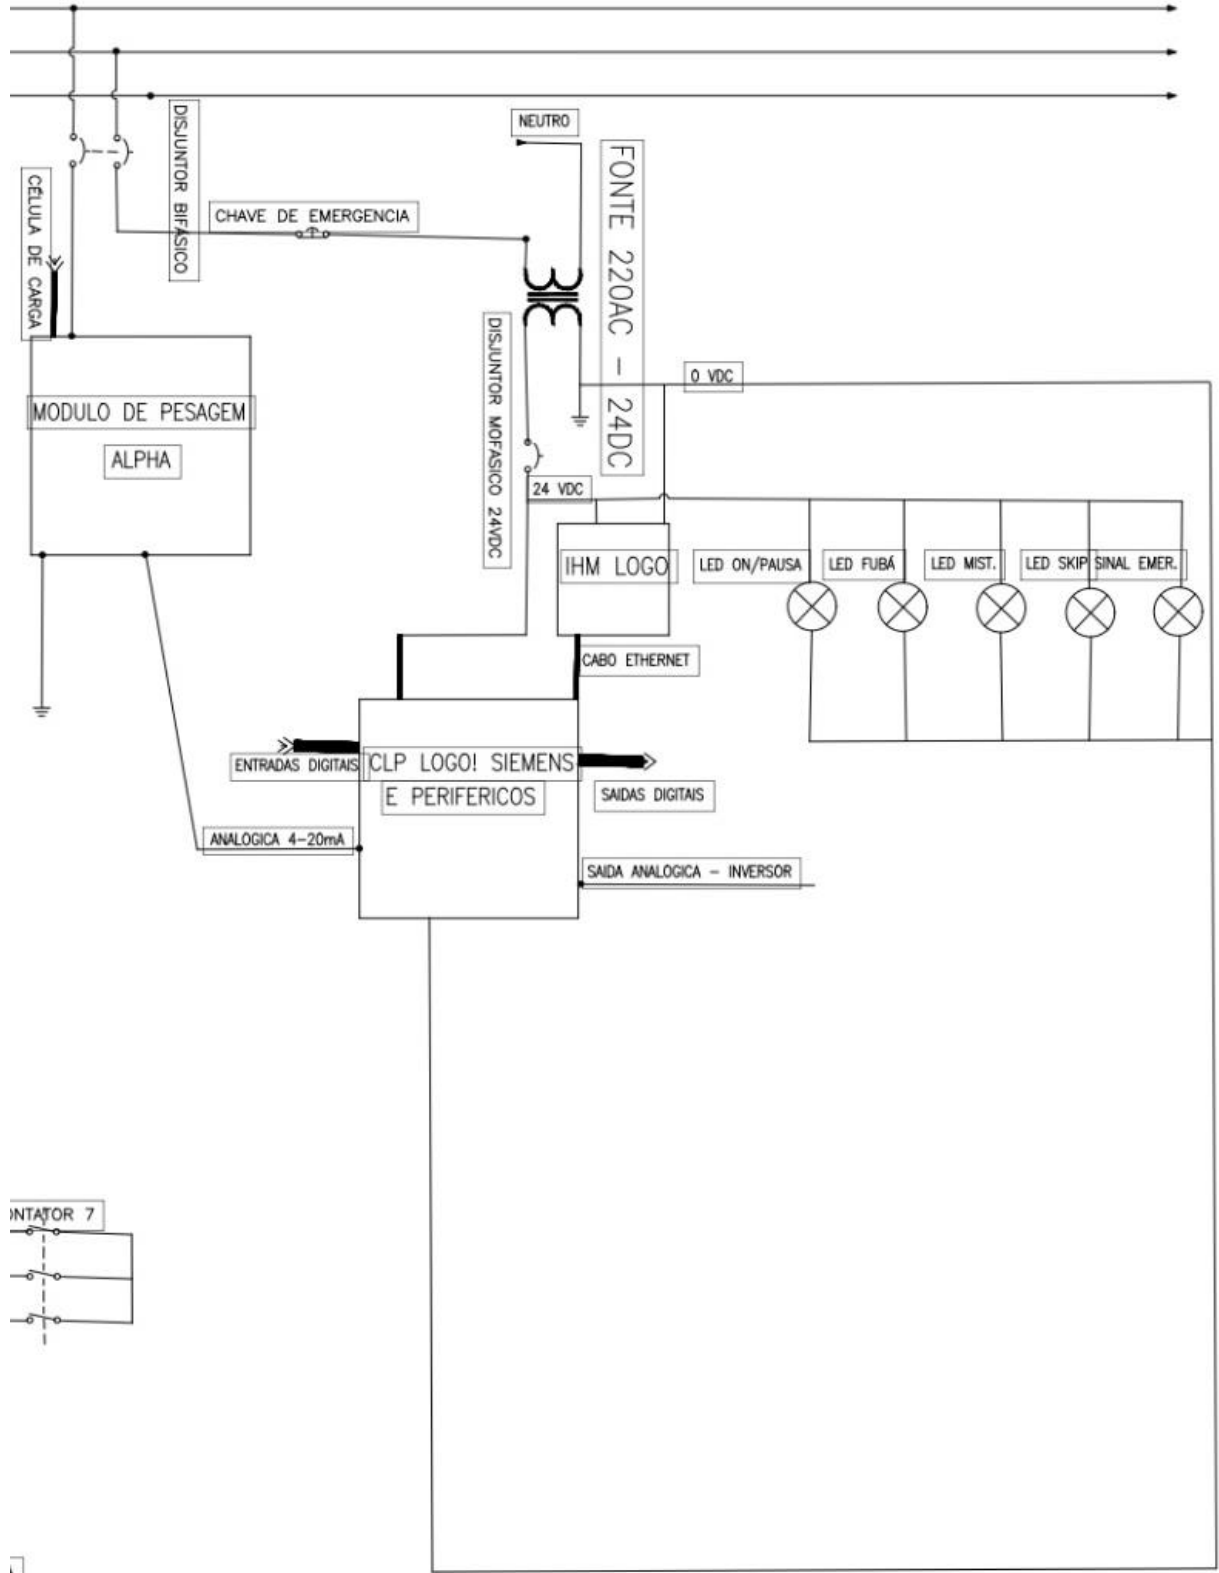 NEUTRO
DISJUNTOR BIFÁSICO
FONTE 220AC - 24DC
CÉLULA DE CARGA
CHAVE DE EMERGENCIA
DISJUNTOR MOFASICO 24VDC
0 VDC
MODULO DE PESAGEM
ALPHA
24 VDC
IHM LOGO
LED ON/PAUSA
LED FUBÁ
LED MIST.
LED SKIP
SINAL EMER.
CABO ETHERNET
ENTRADAS DIGITAIS
CLP LOGO! SIEMENS
E PERIFERICOS
SAIDAS DIGITAIS
ANALOGICA 4-20mA
SAIDA ANALOGICA - INVERSOR
ONTATOR 7